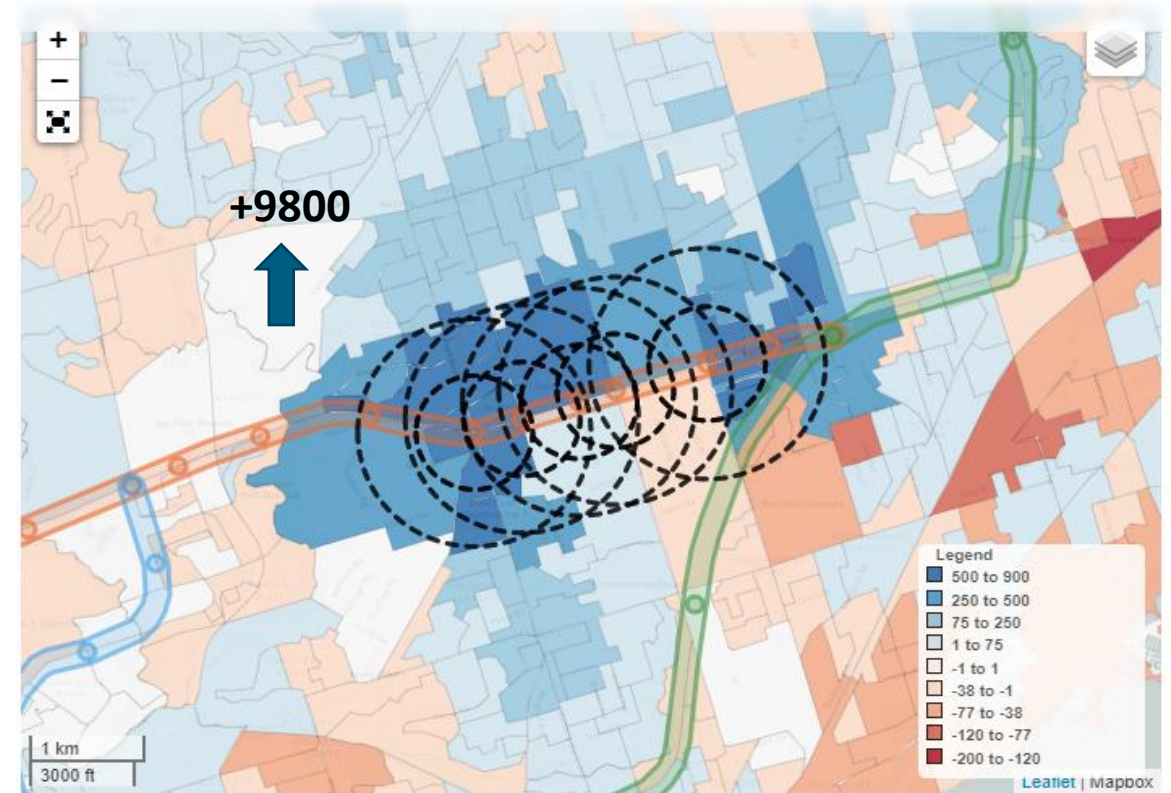 +
−
+9800
Legend
500 to 900
250 to 500
75 to 250
1 to 75
-1 to 1
-38 to -1
-77 to -38
-120 to -77
-200 to -120
1 km
3000 ft
Leaflet | Mapbox